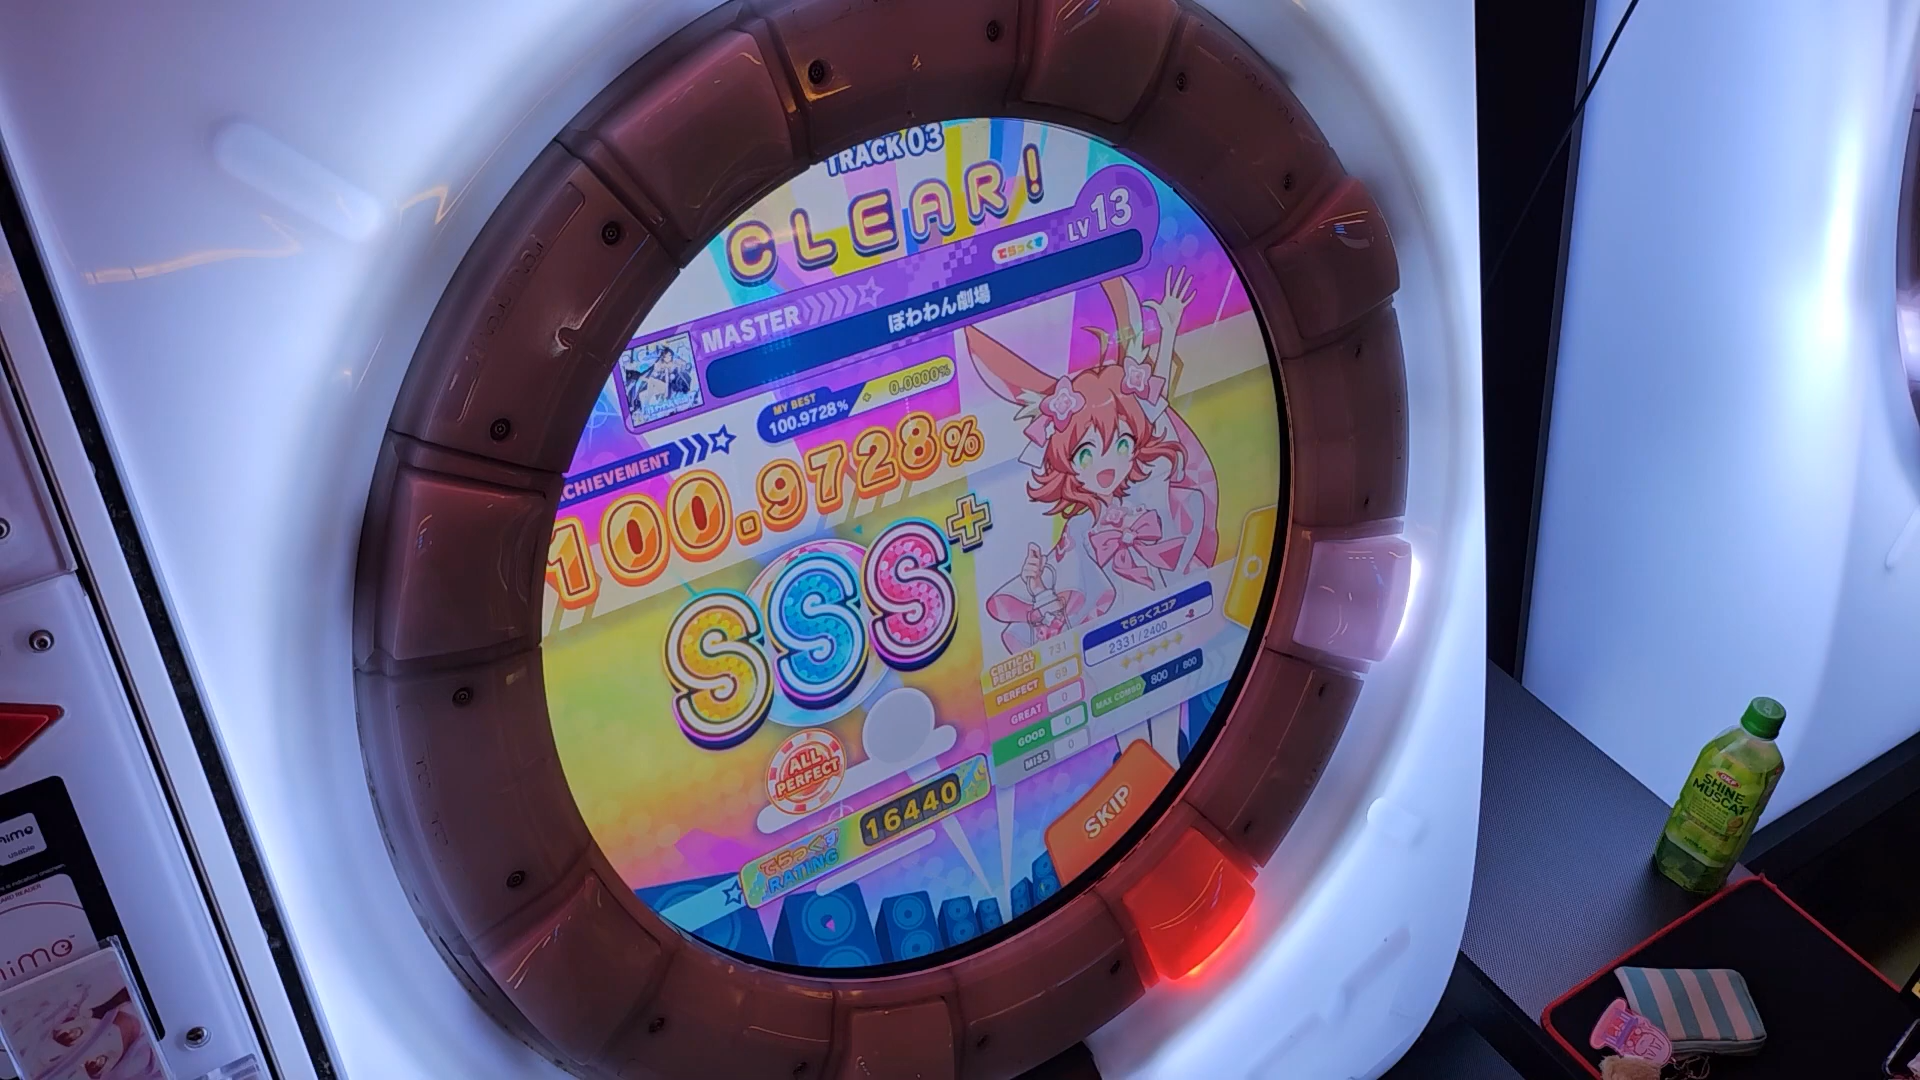 TRACK 03
CLEAR!
MASTER
でらっくす
LV 13
ぽわわん劇場
MY BEST
100.9728%
0.0000%
CHIEVEMENT
100.9728%
SSS+
でらっくスコア
2331/2400
CRITICAL PERFECT 731
PERFECT 69
GREAT 0
GOOD 0
MISS 0
MAX COMBO 800 / 800
ALL PERFECT
でらっくす RATING 16440
SKIP
SHINE
MUSCAT
usable